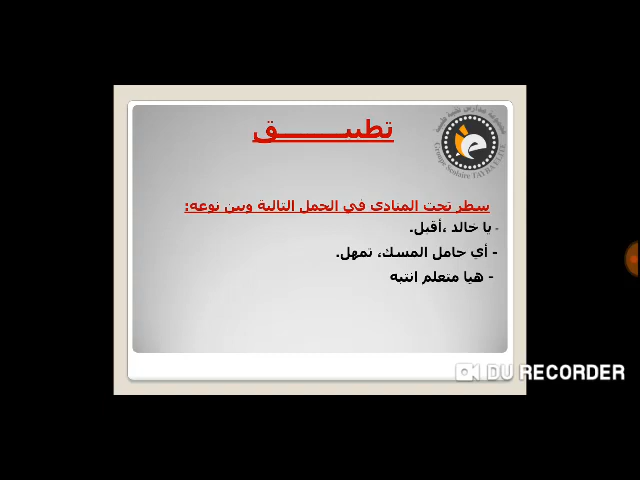 تطبيـــــــق
سطر تحت المنادى في الجمل التالية وبين نوعه:
- يا خالد ،أقبل.
- أي حامل المسك، تمهل.
- هيا متعلم انتبه
DU RECORDER